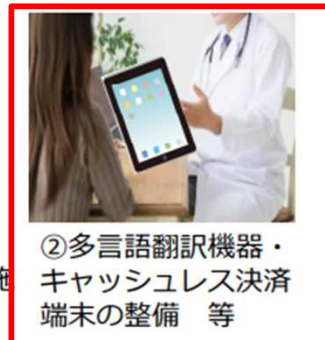 ②多言語翻訳機器・
キャッシュレス決済
端末の整備　等